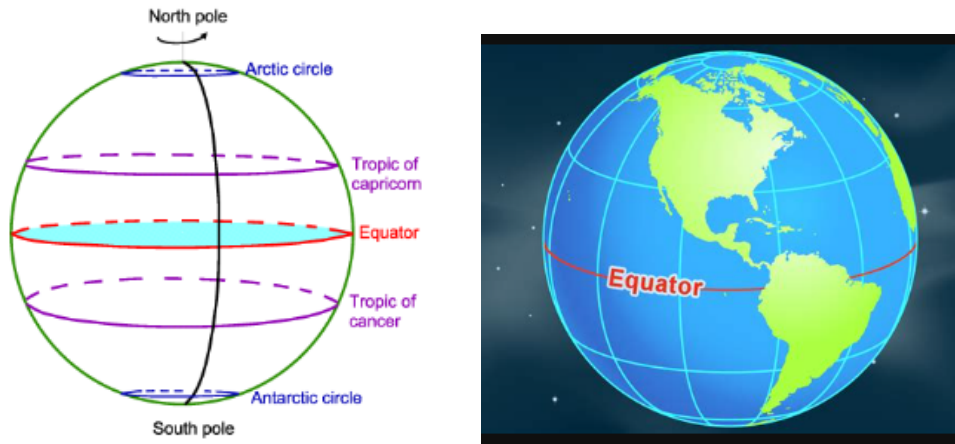 North pole
Arctic circle
Tropic of
capricorn
Equator
Tropic of
cancer
Antarctic circle
South pole
Equator